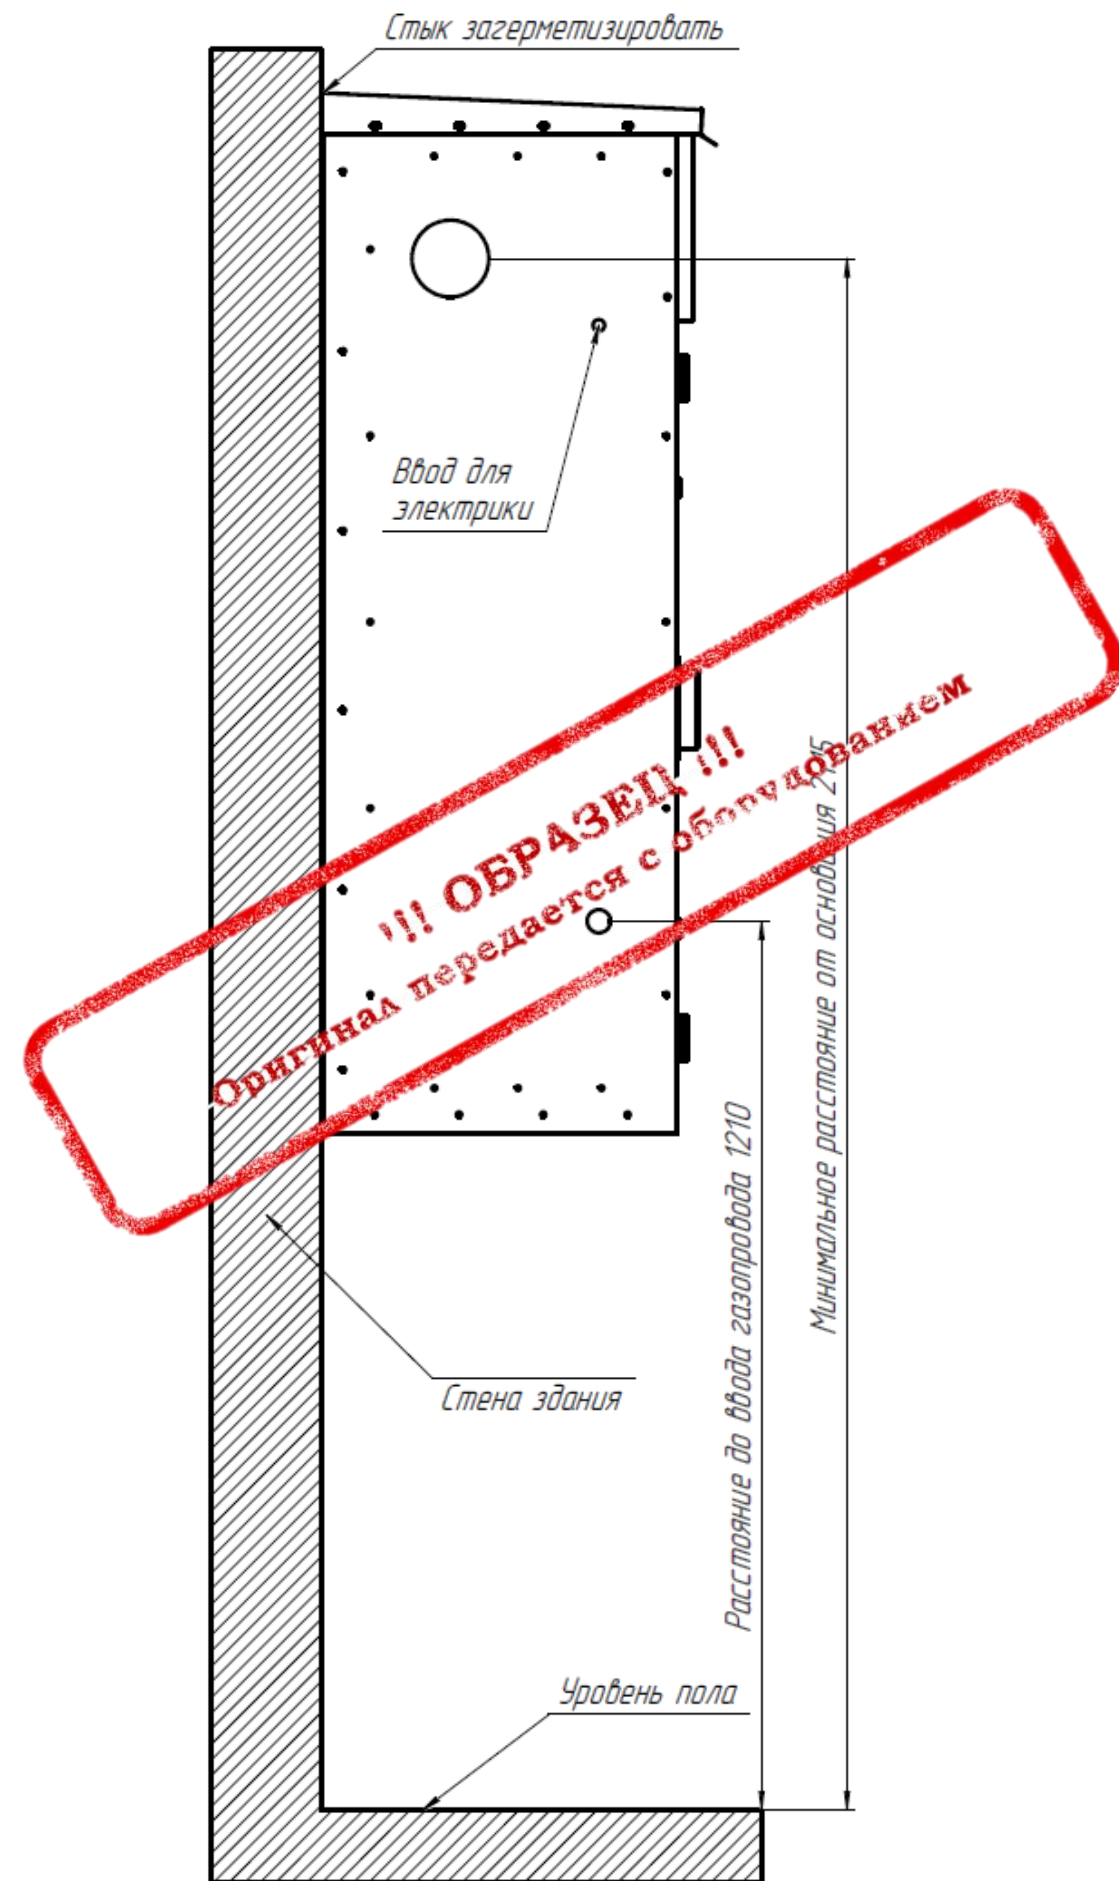 Стык загерметизировать
Ввод для
электрики
!!! ОБРАЗЕЦ !!!
Оригинал передается с оборудованием
Минимальное расстояние от основания
Расстояние до ввода газопровода 1210
Стена здания
Уровень пола